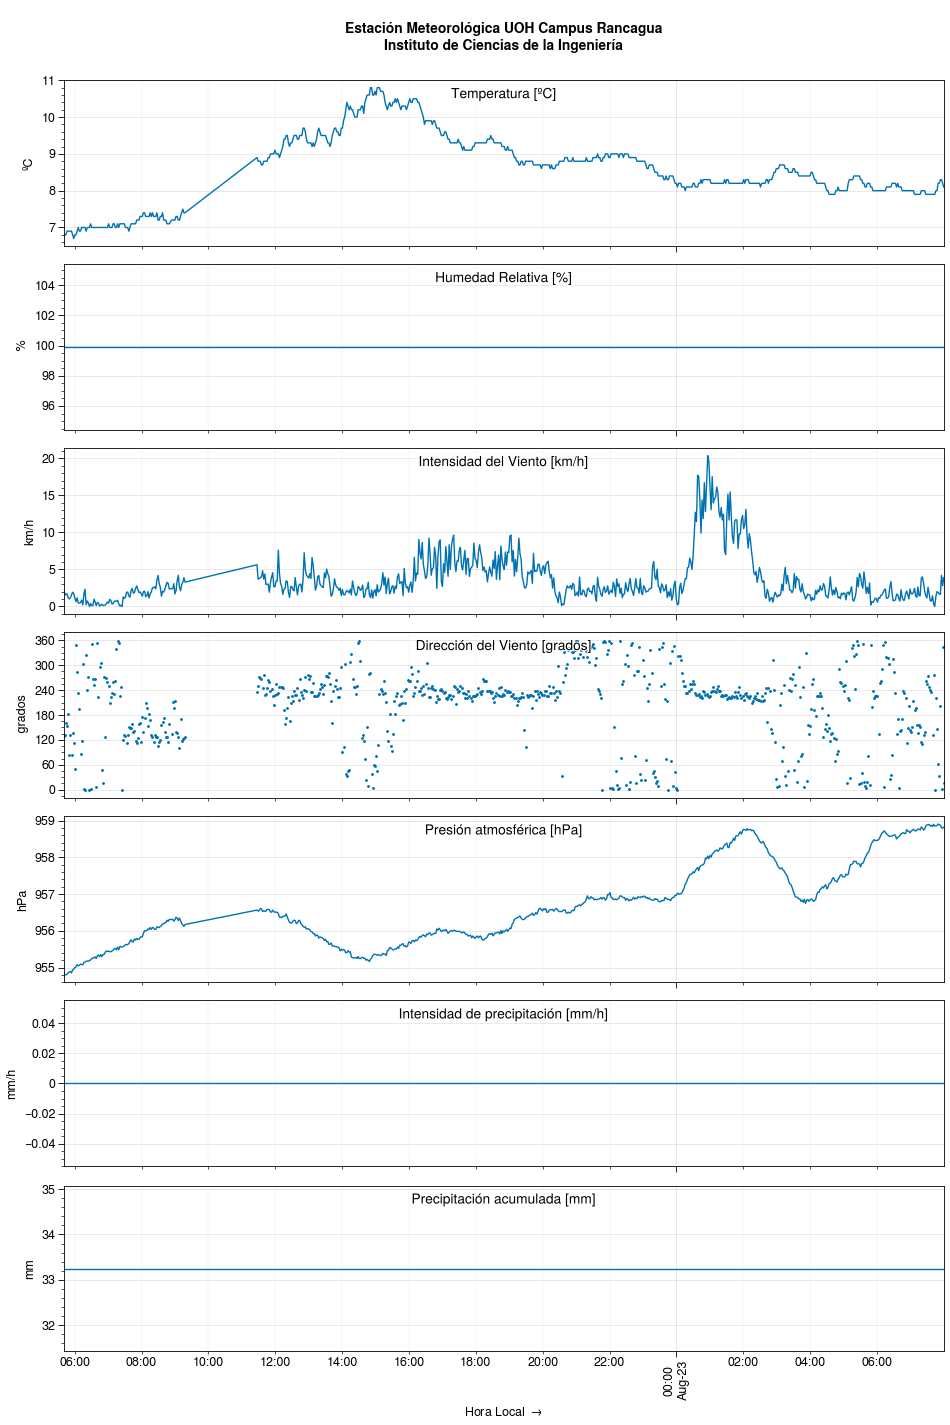 Estación Meteorológica UOH Campus Rancagua
Instituto de Ciencias de la Ingeniería
Temperatura [ºC]
ºC
11
10
9
8
7
Humedad Relativa [%]
%
104
102
100
98
96
Intensidad del Viento [km/h]
km/h
20
15
10
5
0
Dirección del Viento [grados]
grados
360
300
240
180
120
60
0
Presión atmosférica [hPa]
hPa
959
958
957
956
955
Intensidad de precipitación [mm/h]
mm/h
0.04
0.02
0
−0.02
−0.04
Precipitación acumulada [mm]
mm
35
34
33
32
06:00 08:00 10:00 12:00 14:00 16:00 18:00 20:00 22:00 00:00 02:00 04:00 06:00
Aug-23
Hora Local →